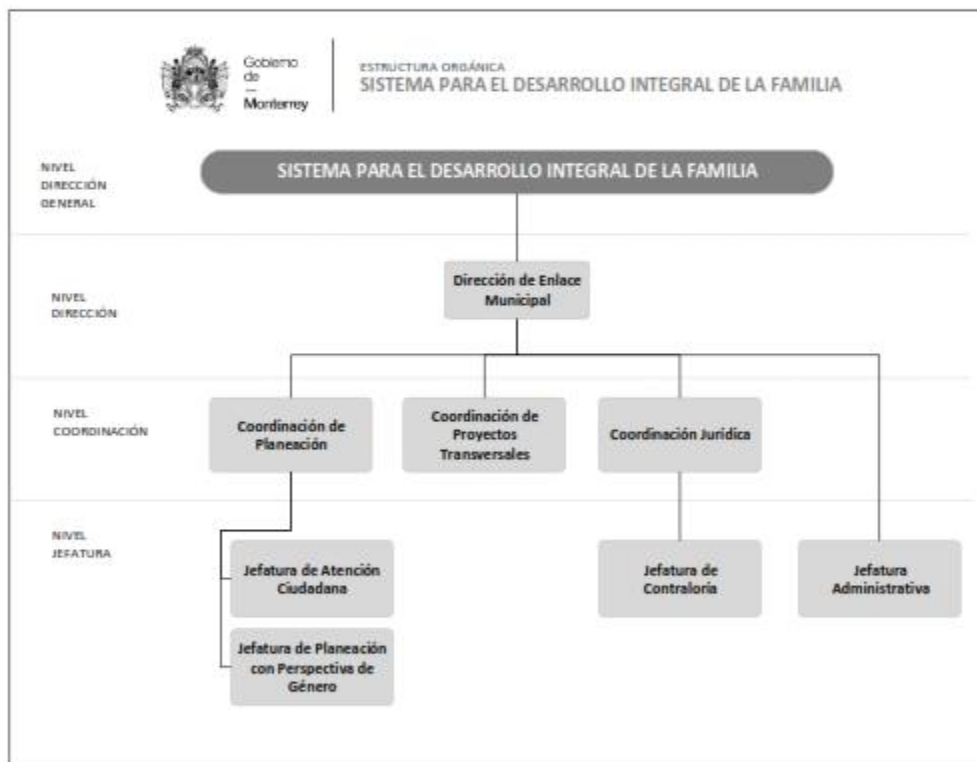 Gobierno
de
—
Monterrey
ESTRUCTURA ORGÁNICA
SISTEMA PARA EL DESARROLLO INTEGRAL DE LA FAMILIA
NIVEL
DIRECCIÓN
GENERAL
SISTEMA PARA EL DESARROLLO INTEGRAL DE LA FAMILIA
NIVEL
DIRECCIÓN
Dirección de Enlace
Municipal
NIVEL
COORDINACIÓN
Coordinación de
Planeación
Coordinación de
Proyectos
Transversales
Coordinación Jurídica
NIVEL
JEFATURA
Jefatura de Atención
Ciudadana
Jefatura de
Contraloría
Jefatura
Administrativa
Jefatura de Planeación
con Perspectiva de
Género